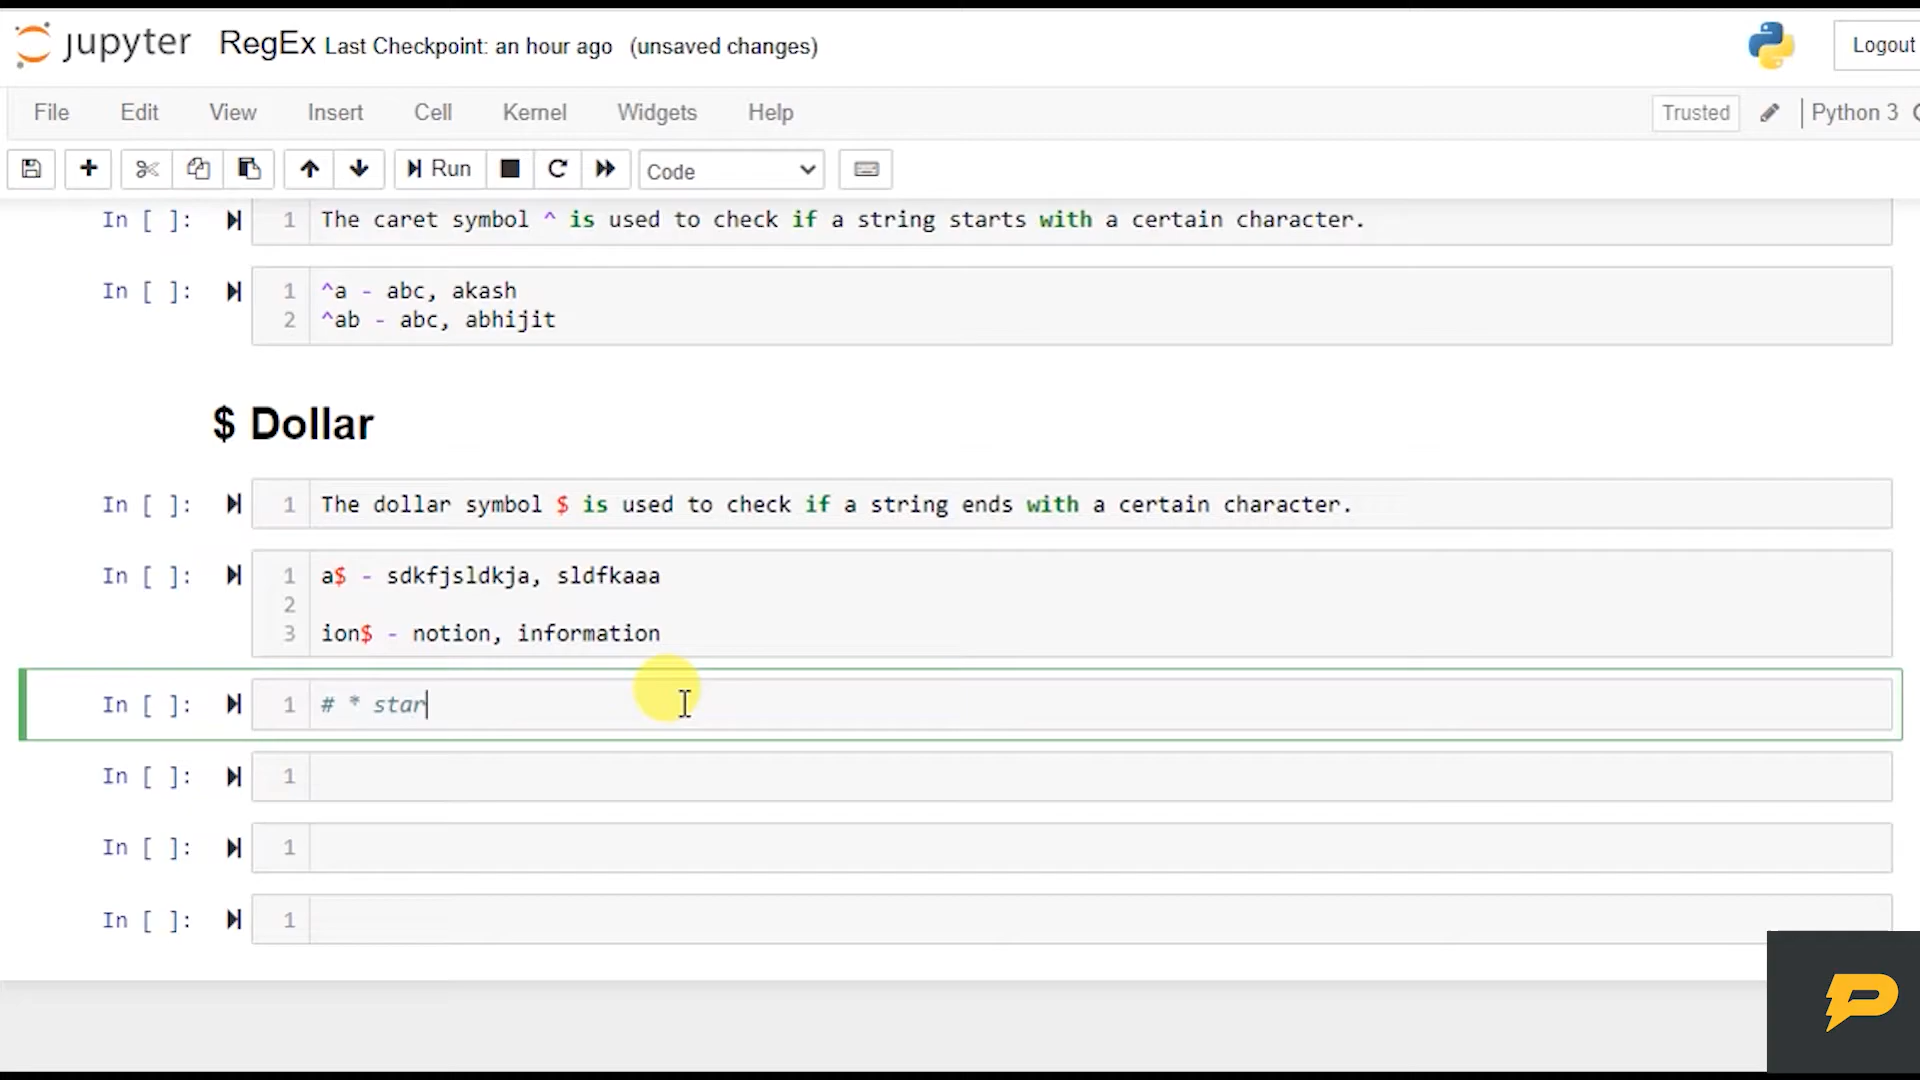 jupyter RegEx Last Checkpoint: an hour ago (unsaved changes) Logout
File Edit View Insert Cell Kernel Widgets Help Trusted Python 3
Run Code
In [ ]: 1 The caret symbol ^ is used to check if a string starts with a certain character.
In [ ]: 1 ^a - abc, akash
2 ^ab - abc, abhijit
$ Dollar
In [ ]: 1 The dollar symbol $ is used to check if a string ends with a certain character.
In [ ]: 1 a$ - sdkfjsldkja, sldfkaaa
2
3 ion$ - notion, information
In [ ]: 1 # * star
In [ ]: 1
In [ ]: 1
In [ ]: 1